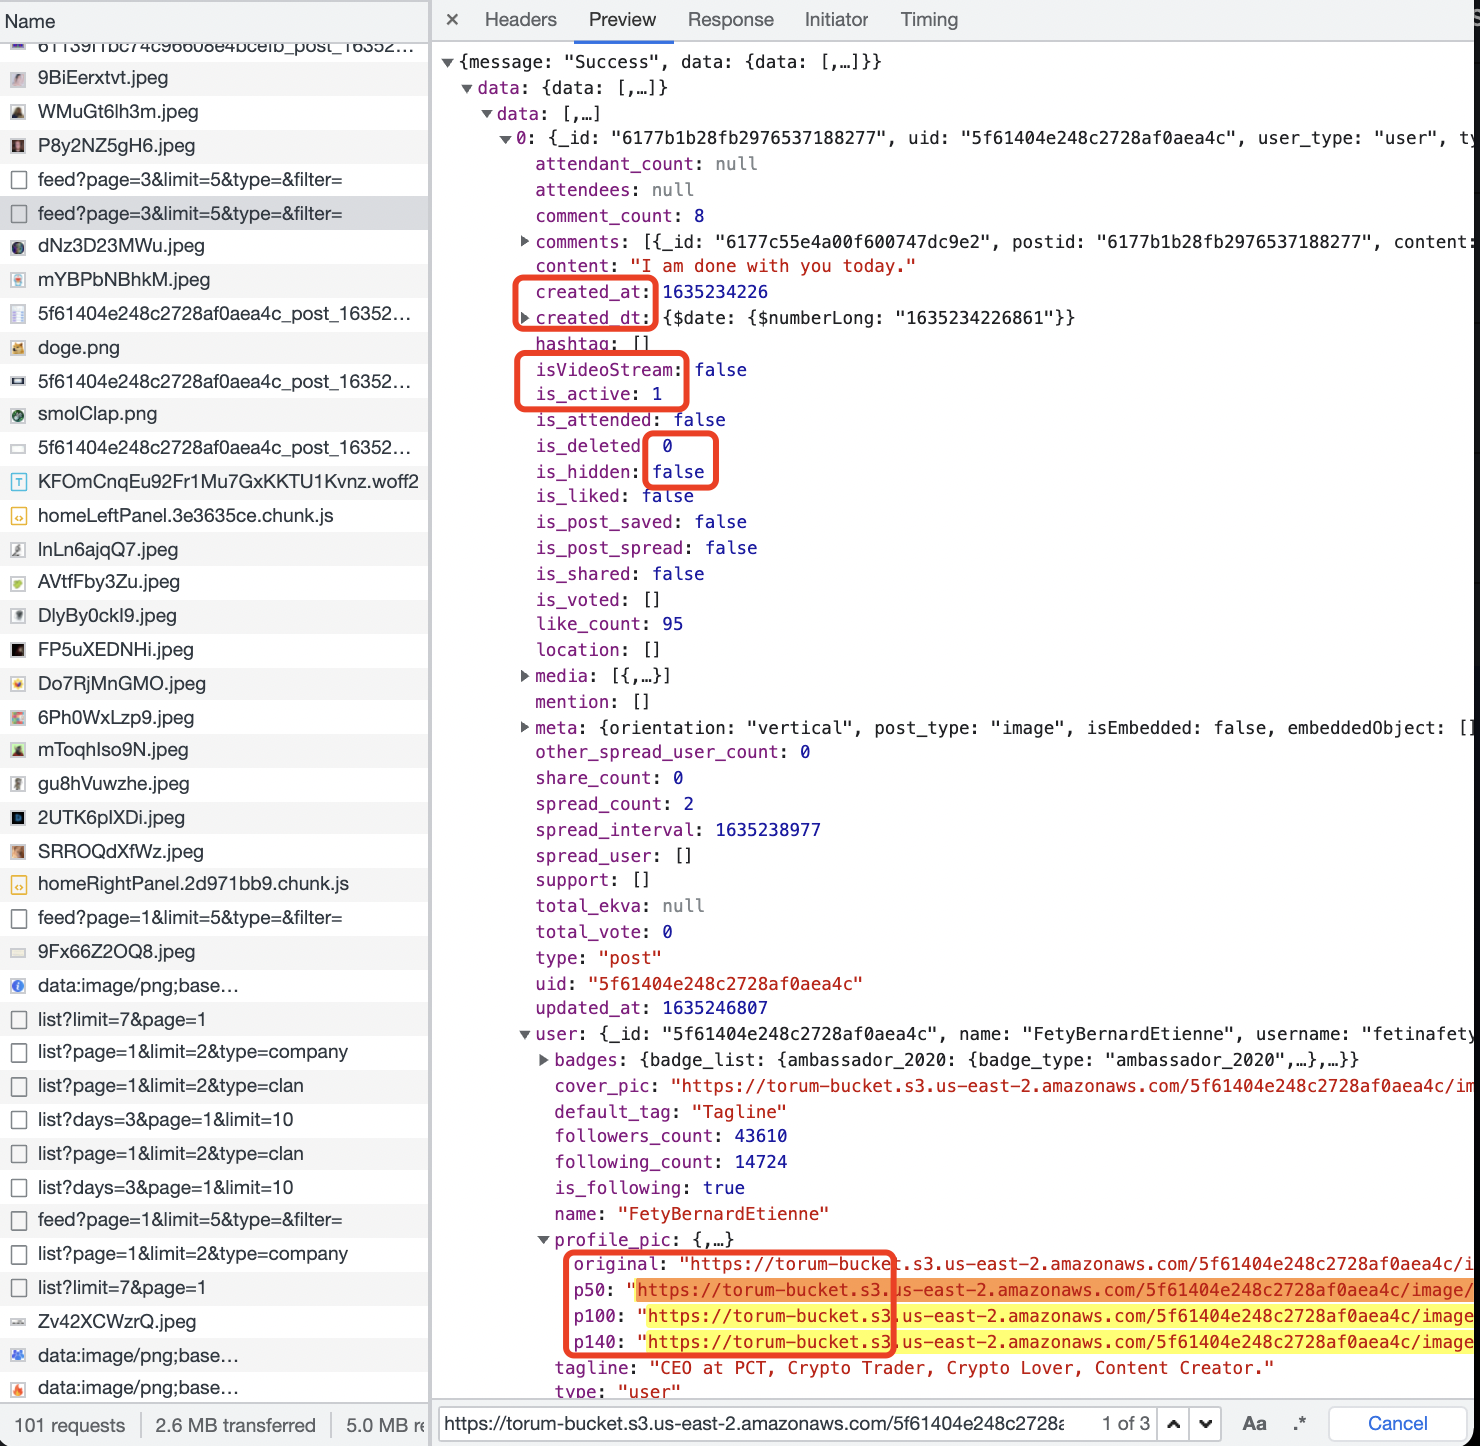 Name
61139f1bc74c96608e4bcefb_post_16352…
9BiEerxtvt.jpeg
WMuGt6lh3m.jpeg
P8y2NZ5gH6.jpeg
feed?page=3&limit=5&type=&filter=
feed?page=3&limit=5&type=&filter=
dNz3D23MWu.jpeg
mYBPbNBhkM.jpeg
5f61404e248c2728af0aea4c_post_16352…
doge.png
5f61404e248c2728af0aea4c_post_16352…
smolClap.png
5f61404e248c2728af0aea4c_post_16352…
KFOmCnqEu92Fr1Mu7GxKKTU1Kvnz.woff2
homeLeftPanel.3e3635ce.chunk.js
lnLn6ajqQ7.jpeg
AVtfFby3Zu.jpeg
DlyBy0ckl9.jpeg
FP5uXEDNHi.jpeg
Do7RjMnGMO.jpeg
6Ph0WxLzp9.jpeg
mToqhIso9N.jpeg
gu8hVuwzhe.jpeg
2UTK6pIXDi.jpeg
SRROQdXfWz.jpeg
homeRightPanel.2d971bb9.chunk.js
feed?page=1&limit=5&type=&filter=
9Fx66Z2OQ8.jpeg
data:image/png;base…
list?limit=7&page=1
list?page=1&limit=2&type=company
list?page=1&limit=2&type=clan
list?days=3&page=1&limit=10
list?page=1&limit=2&type=clan
list?days=3&page=1&limit=10
feed?page=1&limit=5&type=&filter=
list?page=1&limit=2&type=company
list?limit=7&page=1
Zv42XCWzrQ.jpeg
data:image/png;base…
data:image/png;base…
101 requests 2.6 MB transferred 5.0 MB re
× Headers Preview Response Initiator Timing
{message: "Success", data: {data: [,…]}}
data: {data: [,…]}
data: [,…]
0: {_id: "6177b1b28fb2976537188277", uid: "5f61404e248c2728af0aea4c", user_type: "user", ty
attendant_count: null
attendees: null
comment_count: 8
comments: [{_id: "6177c55e4a00f600747dc9e2", postid: "6177b1b28fb2976537188277", content:
content: "I am done with you today."
created_at: 1635234226
created_dt: {$date: {$numberLong: "1635234226861"}}
hashtag: []
isVideoStream: false
is_active: 1
is_attended: false
is_deleted 0
is_hidden: false
is_liked: false
is_post_saved: false
is_post_spread: false
is_shared: false
is_voted: []
like_count: 95
location: []
media: [{,…}]
mention: []
meta: {orientation: "vertical", post_type: "image", isEmbedded: false, embeddedObject: []
other_spread_user_count: 0
share_count: 0
spread_count: 2
spread_interval: 1635238977
spread_user: []
support: []
total_ekva: null
total_vote: 0
type: "post"
uid: "5f61404e248c2728af0aea4c"
updated_at: 1635246807
user: {_id: "5f61404e248c2728af0aea4c", name: "FetyBernardEtienne", username: "fetinafety
badges: {badge_list: {ambassador_2020: {badge_type: "ambassador_2020",…},…}}
cover_pic: "https://torum-bucket.s3.us-east-2.amazonaws.com/5f61404e248c2728af0aea4c/im
default_tag: "Tagline"
followers_count: 43610
following_count: 14724
is_following: true
name: "FetyBernardEtienne"
profile_pic: {,…}
original: "https://torum-bucket.s3.us-east-2.amazonaws.com/5f61404e248c2728af0aea4c/i
p50: "https://torum-bucket.s3.us-east-2.amazonaws.com/5f61404e248c2728af0aea4c/image/
p100: "https://torum-bucket.s3.us-east-2.amazonaws.com/5f61404e248c2728af0aea4c/image
p140: "https://torum-bucket.s3.us-east-2.amazonaws.com/5f61404e248c2728af0aea4c/image
tagline: "CEO at PCT, Crypto Trader, Crypto Lover, Content Creator."
type: "user"
https://torum-bucket.s3.us-east-2.amazonaws.com/5f61404e248c2728a 1 of 3 Aa .* Cancel